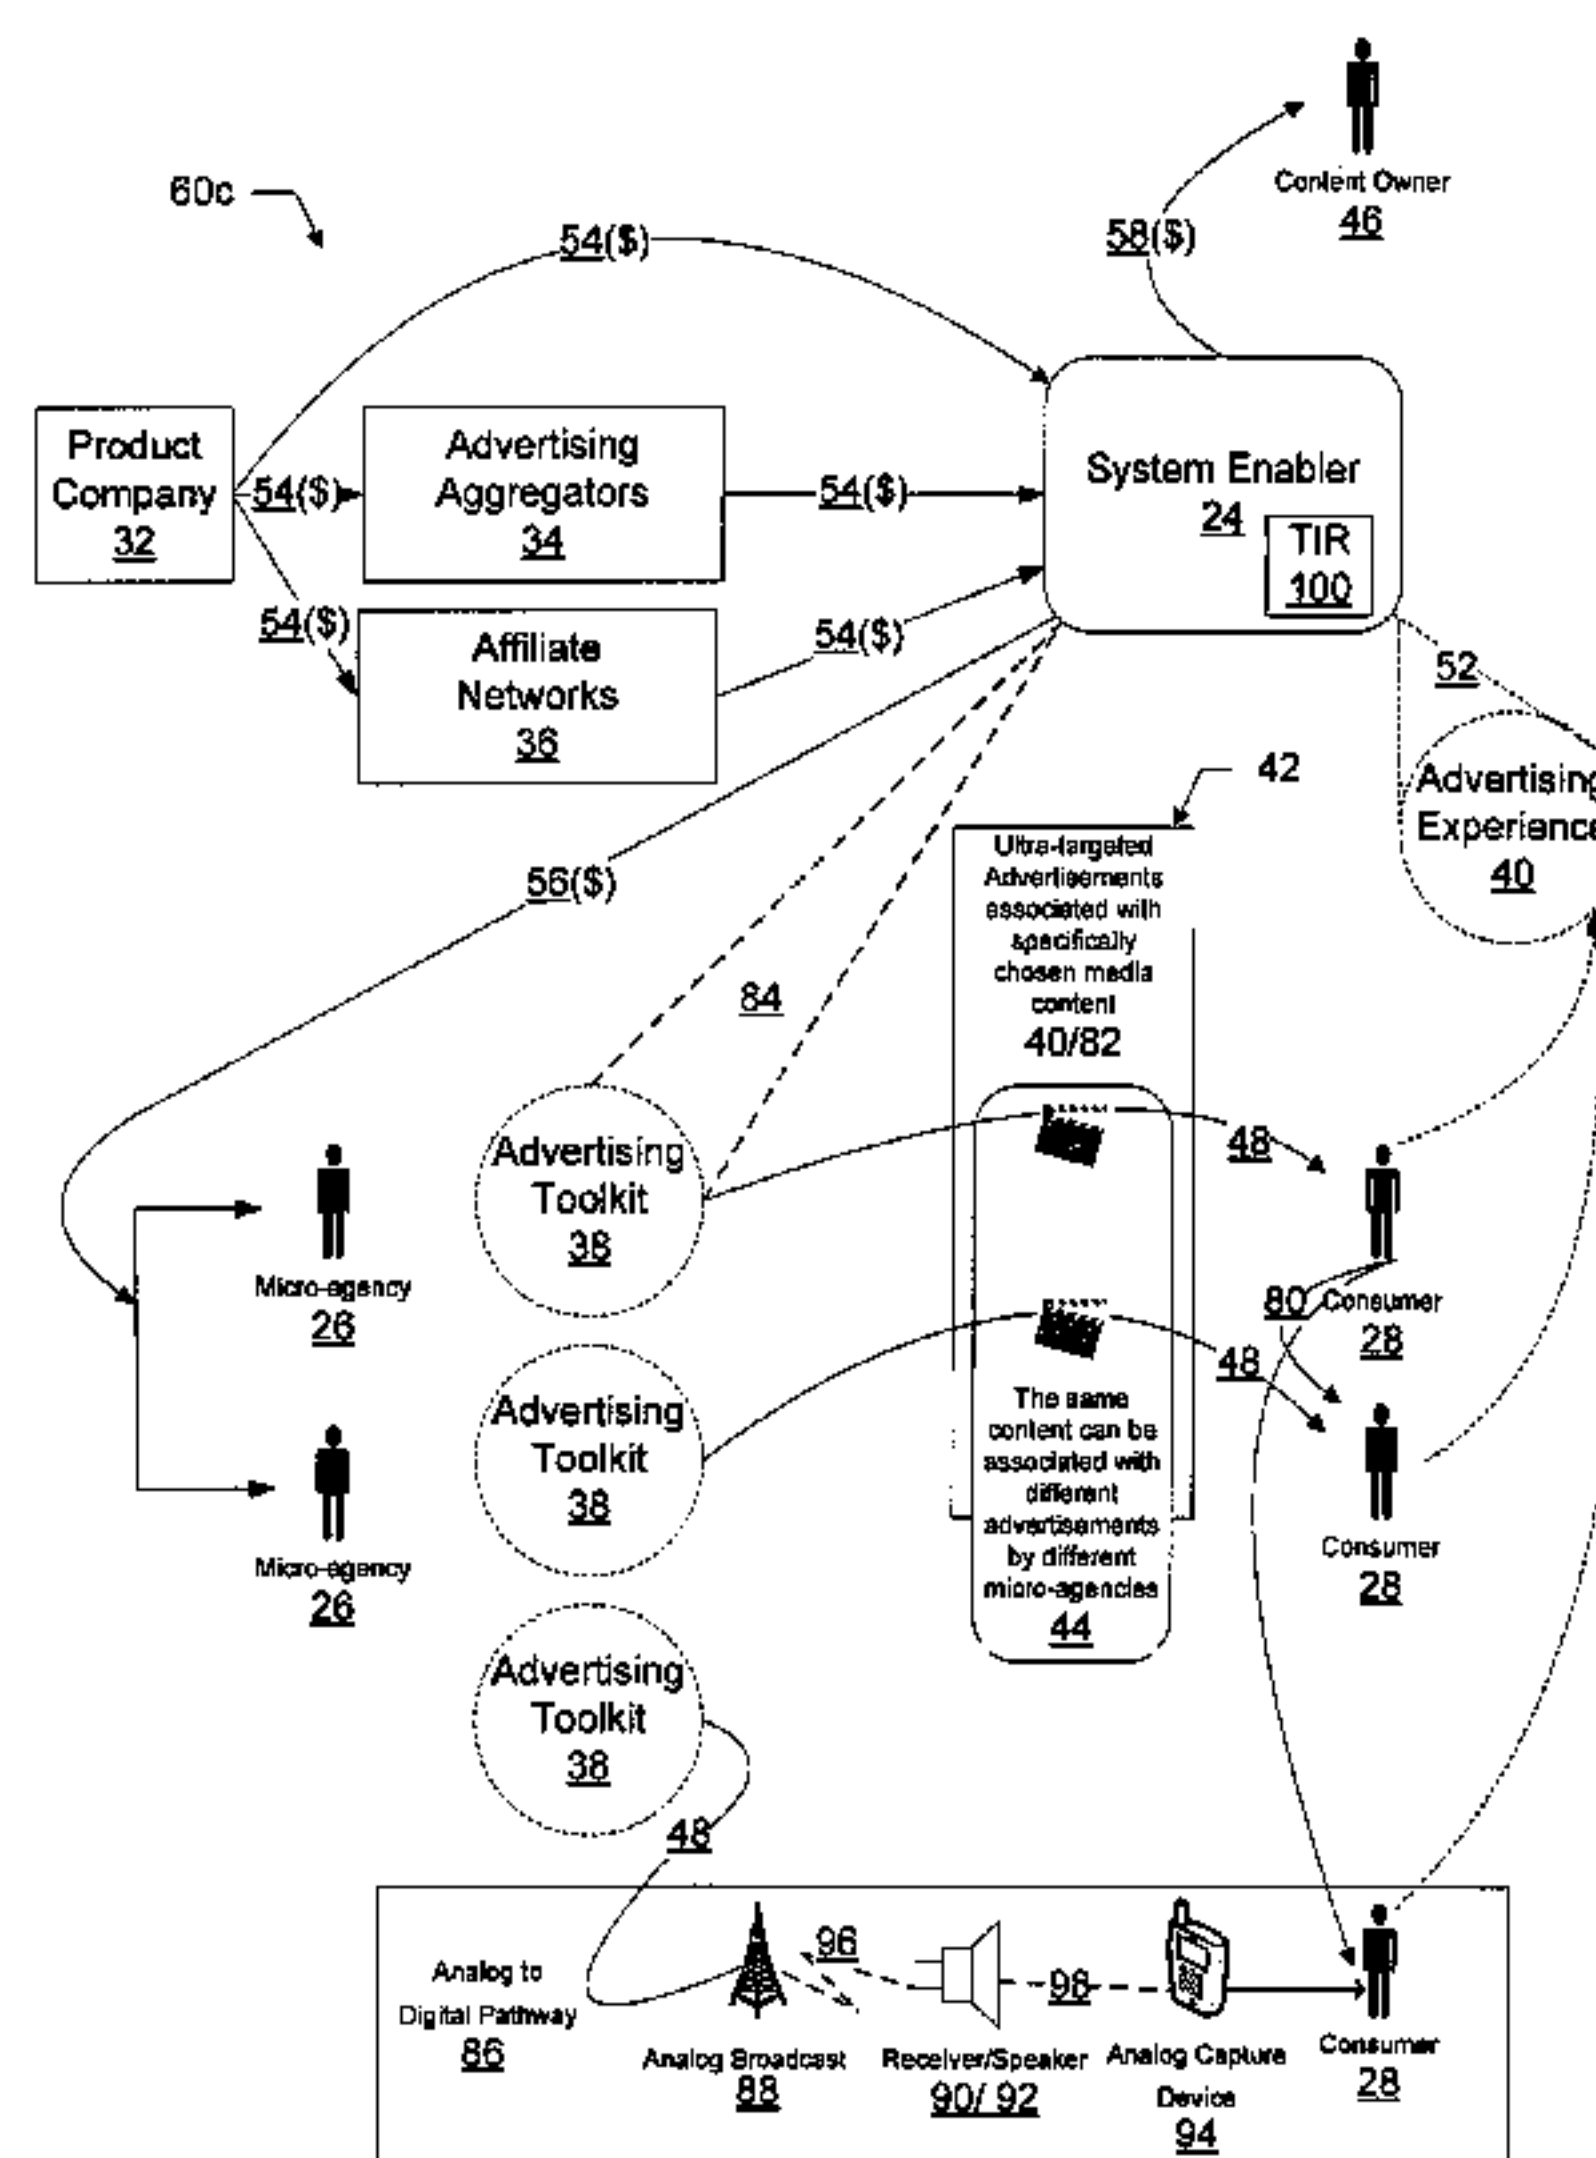 Content Owner
46
60c
54($)
58($)
Product
Company
32
54($)
Advertising
Aggregators
34
54($)
System Enabler
24
TIR
100
54($)
Affiliate
Networks
36
54($)
52
42
Advertising
Experience
40
Ultra-targeted
Advertisements
associated with
specifically
chosen media
content
40/82
56($)
84
Advertising
Toolkit
38
48
Micro-agency
26
80
Consumer
28
48
Advertising
Toolkit
38
The same
content can be
associated with
different
advertisements
by different
micro-agencies
44
Micro-agency
26
Consumer
28
Advertising
Toolkit
38
48
Analog to
Digital Pathway
86
96
98
Analog Broadcast
88
Receiver/Speaker
90/ 92
Analog Capture
Device
94
Consumer
28